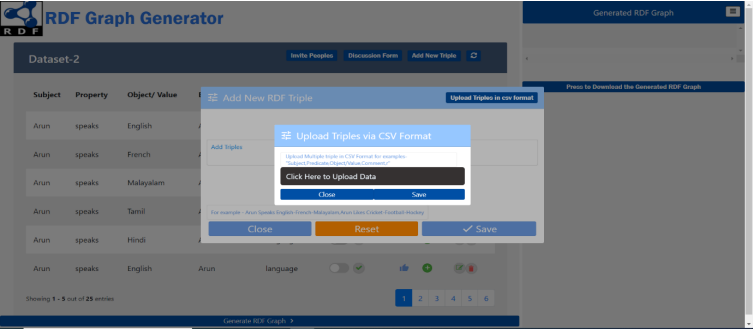 RDF Graph Generator
R D F
Generated RDF Graph
Dataset-2
Invite Peoples
Discussion Form
Add New Triple
Press to Download the Generated RDF Graph
Subject Property Object/ Value
Add New RDF Triple
Upload Triples in csv format
Arun speaks English
Upload Triples via CSV Format
Add Triples
Upload Multiple triple in CSV Format for examples
"Subject,Predicate,Object/Value,Comment/"
Arun speaks French
Click Here to Upload Data
Arun speaks Malayalam
Close Save
Arun speaks Tamil
For example - Arun Speaks English-French-Malayalam,Arun Likes Cricket-Football-Hockey
Close Reset Save
Arun speaks Hindi
Arun speaks English Arun language
Showing 1 - 5 out of 25 entries
1 2 3 4 5 6
Generate RDF Graph >